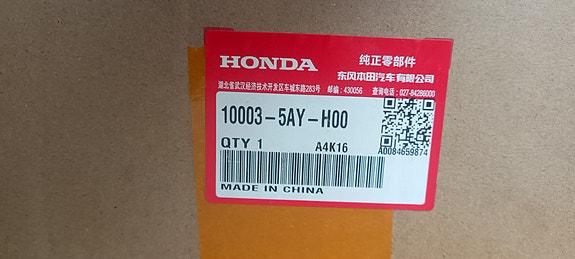 HONDA
纯正零部件
东风本田汽车有限公司
湖北省武汉经济技术开发区车城东路283号 邮编:430056 查询电话:027-84286000
10003-5AY-H00
QTY 1 A4K16
A0084659874
MADE IN CHINA